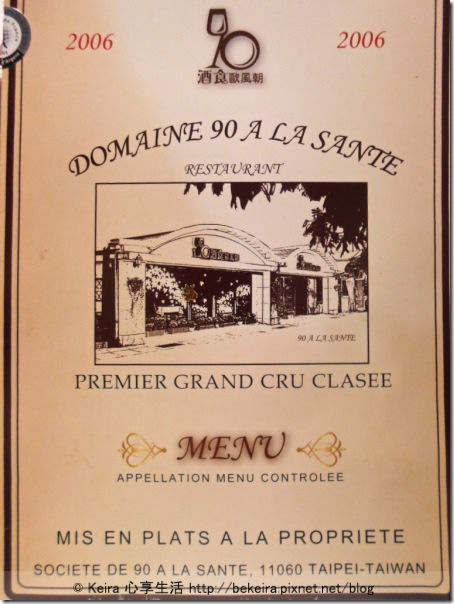 2006
90
2006
酒食歐風朝
DOMAINE 90 A LA SANTE
RESTAURANT
90 A LA SANTE
PREMIER GRAND CRU CLASEE
MENU
APPELLATION MENU CONTROLEE
MIS EN PLATS A LA PROPRIETE
SOCIETE DE 90 A LA SANTE, 11060 TAIPEI-TAIWAN
© Keira 心享生活 http://bekeira.pixnet.net/blog